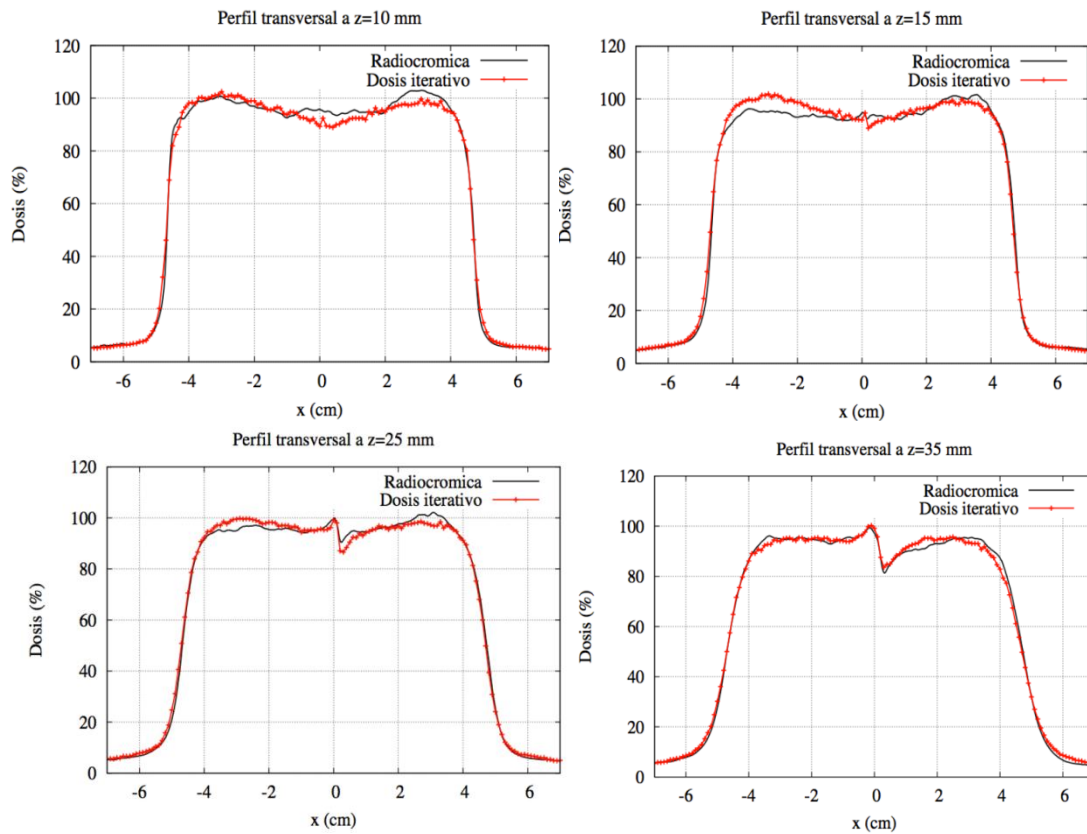 Perfil transversal a z=10 mm
120
100
80
60
40
20
0
Dosis (%)
Radiocromica
Dosis iterativo
-6
-4
-2
0
2
4
6
x (cm)
Perfil transversal a z=15 mm
120
100
80
60
40
20
0
Dosis (%)
Radiocromica
Dosis iterativo
-6
-4
-2
0
2
4
6
x (cm)
Perfil transversal a z=25 mm
120
100
80
60
40
20
0
Dosis (%)
Radiocromica
Dosis iterativo
-6
-4
-2
0
2
4
6
x (cm)
Perfil transversal a z=35 mm
120
100
80
60
40
20
0
Dosis (%)
Radiocromica
Dosis iterativo
-6
-4
-2
0
2
4
6
x (cm)